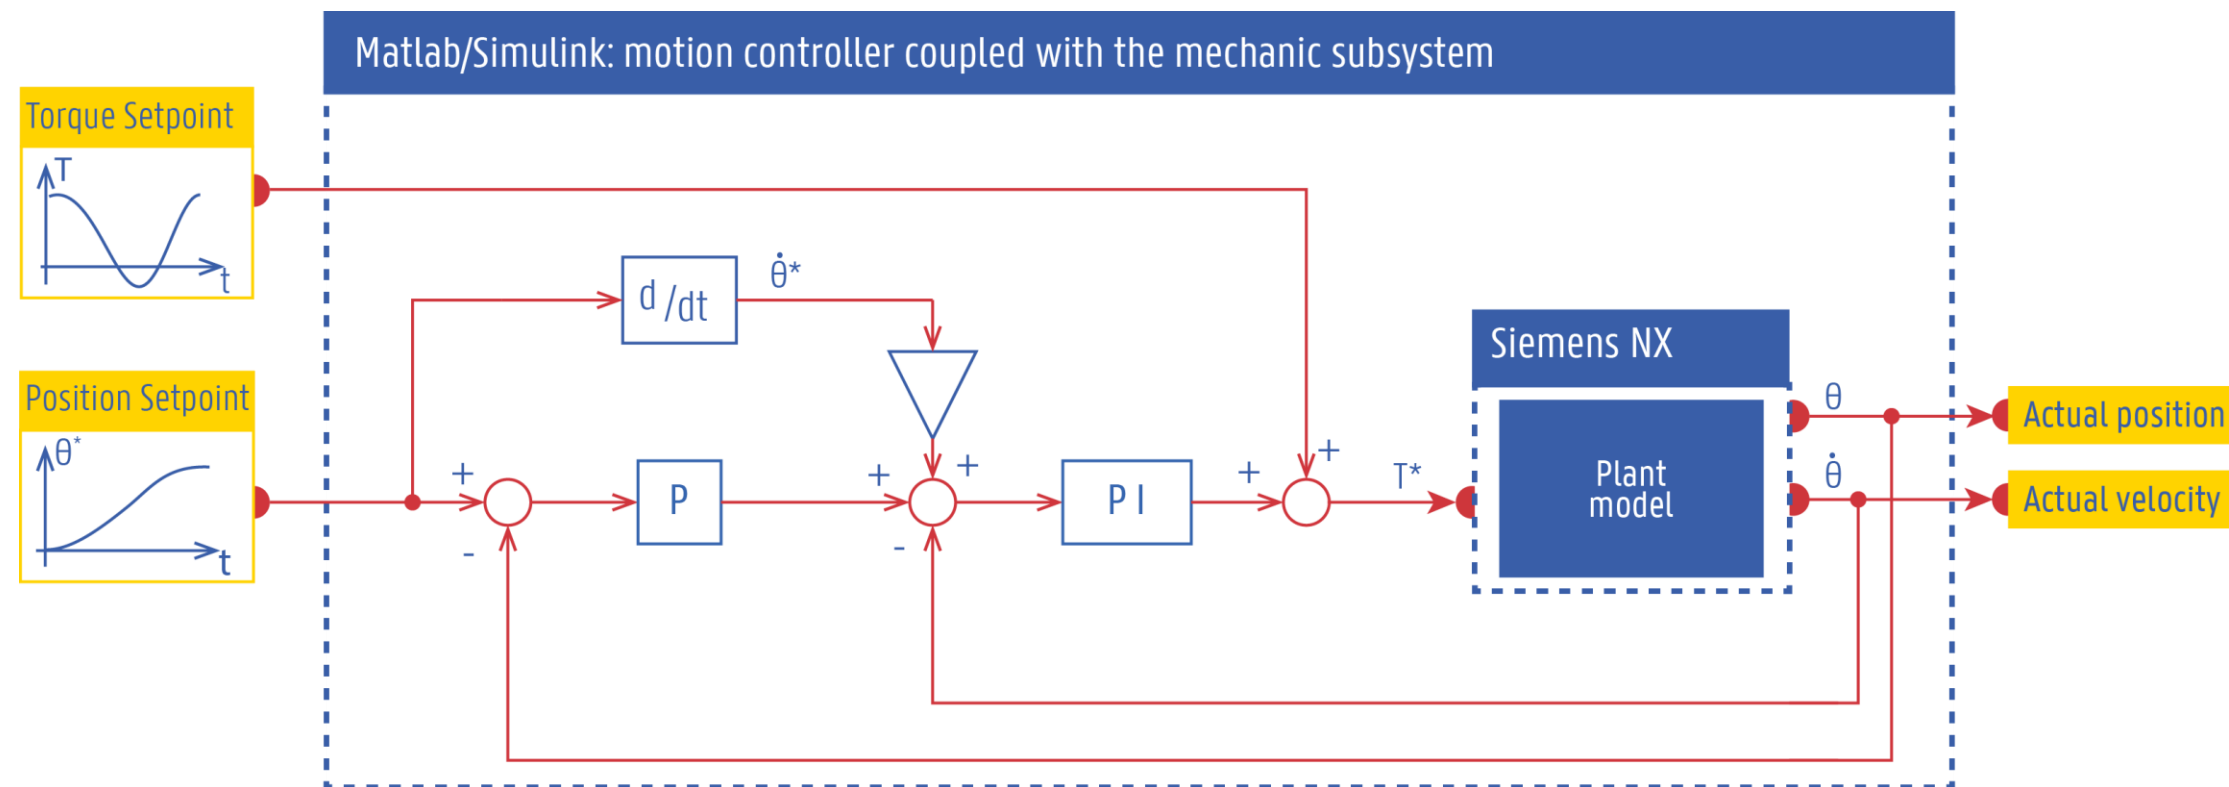 Matlab/Simulink: motion controller coupled with the mechanic subsystem
Torque Setpoint
T
t
d/dt
θ̇*
Siemens NX
Position Setpoint
θ*
t
+
-
P
+
+
-
P I
+
+
T*
Plant
model
θ
θ̇
Actual position
Actual velocity